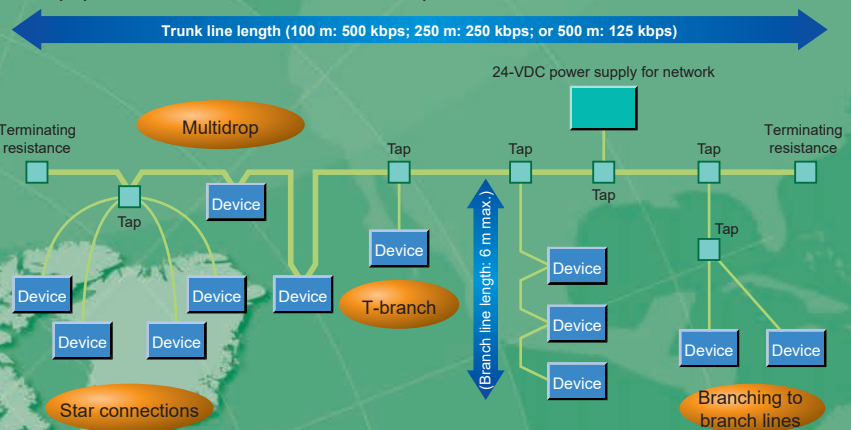 Trunk line length (100 m: 500 kbps; 250 m: 250 kbps; or 500 m: 125 kbps)
24-VDC power supply for network
Terminating
resistance
Multidrop
Tap
Tap
Tap
Terminating
resistance
Tap
Tap
Tap
Device
Device
Device
Device
Device
Device
Device
Device
T-branch
(Branch line length: 6 m max.)
Device
Device
Device
Device
Device
Star connections
Branching to
branch lines